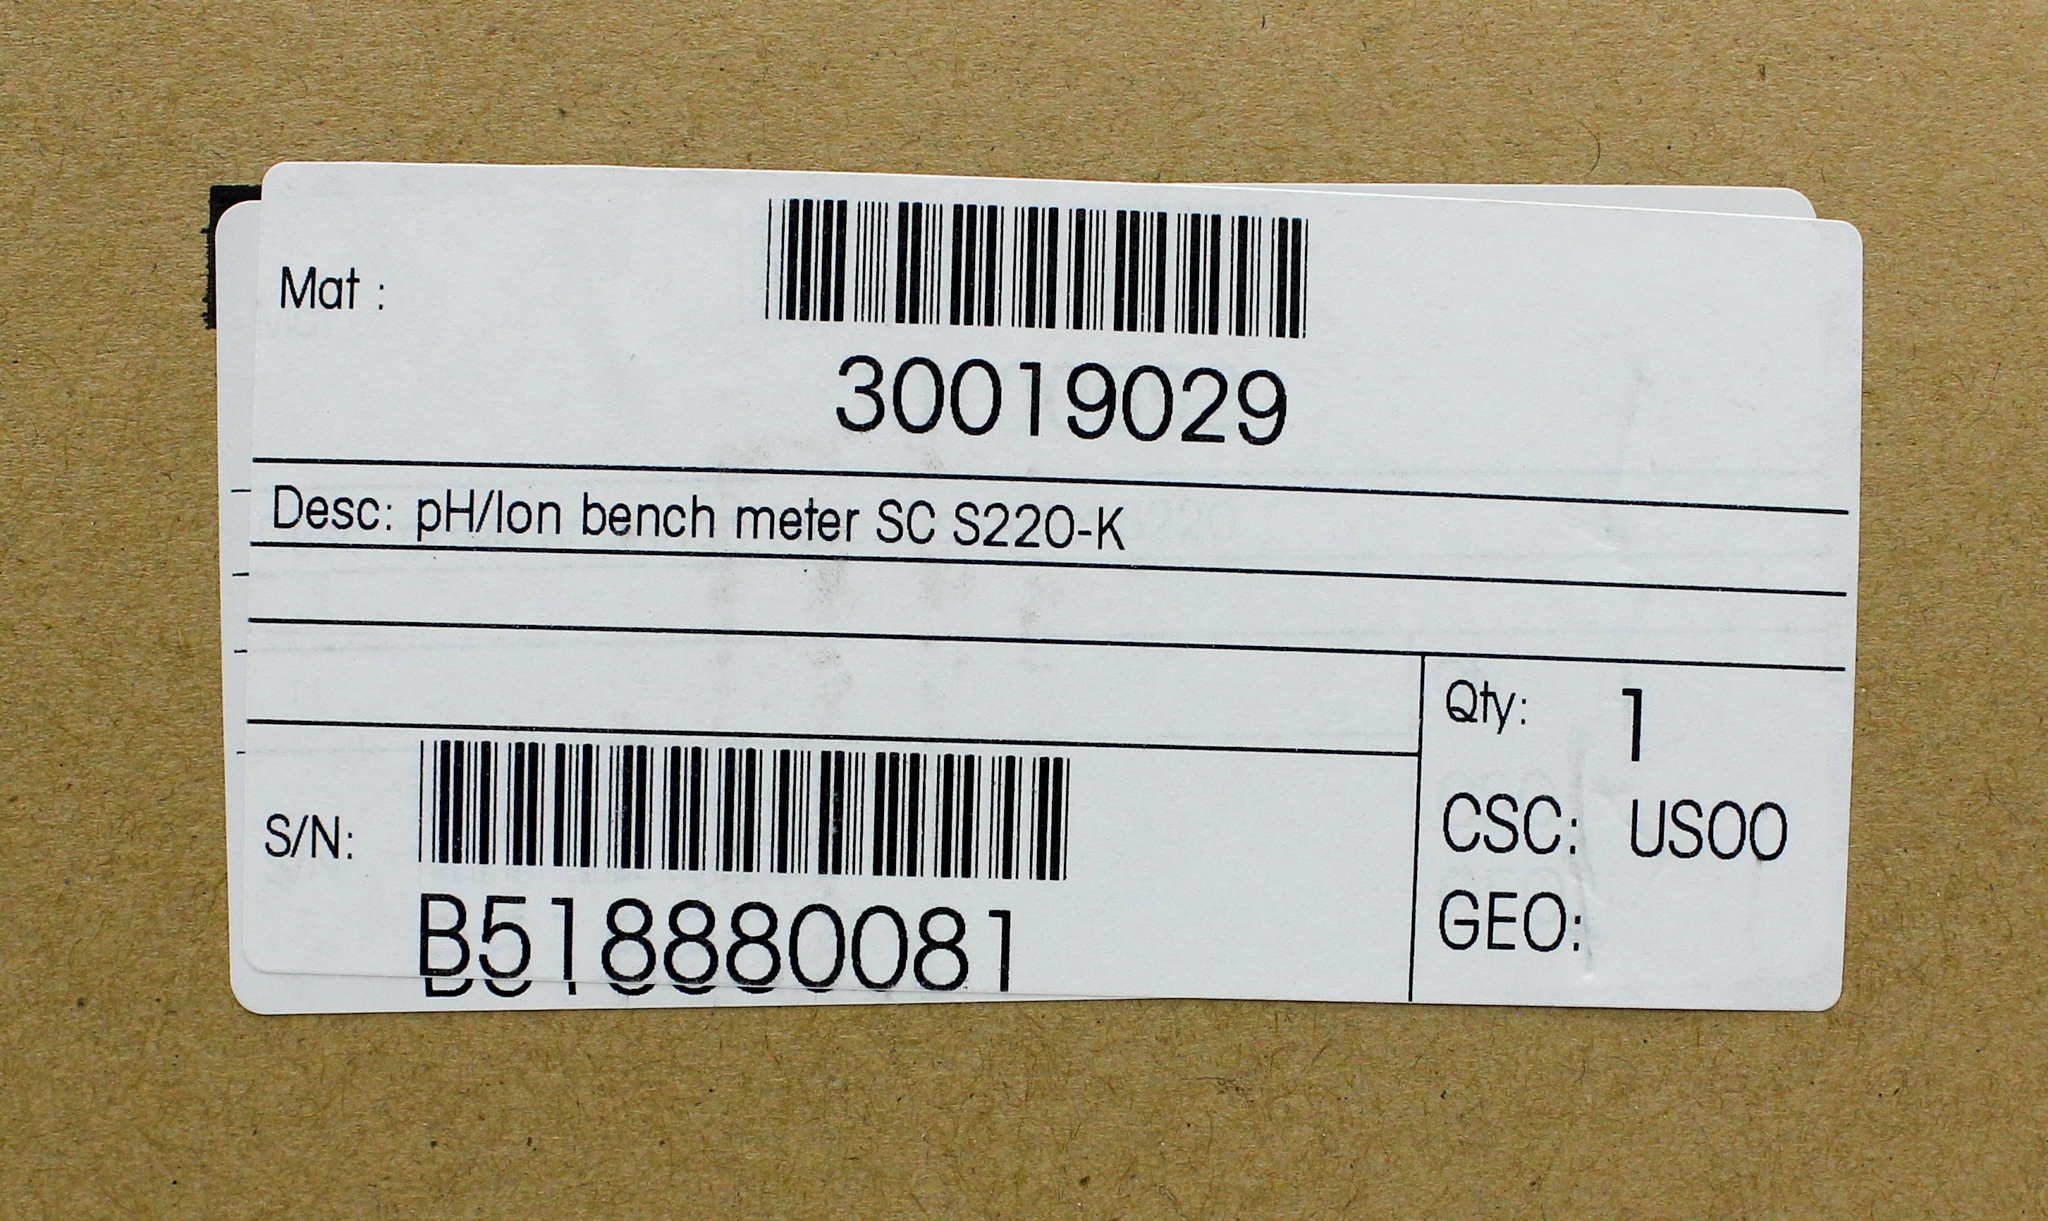 Mat :
30019029
Desc: pH/Ion bench meter SC S220-K
Qty: 1
S/N:
B518880081
CSC: US00
GEO: